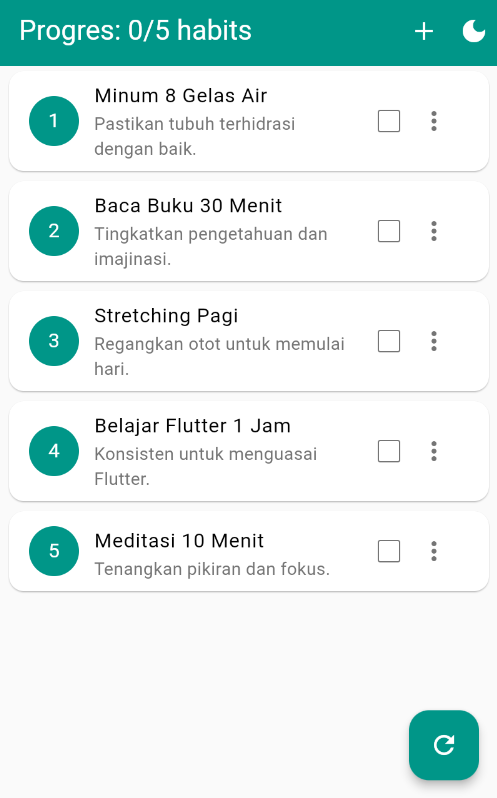 Progres: 0/5 habits
1
Minum 8 Gelas Air
Pastikan tubuh terhidrasi
dengan baik.
2
Baca Buku 30 Menit
Tingkatkan pengetahuan dan
imajinasi.
3
Stretching Pagi
Regangkan otot untuk memulai
hari.
4
Belajar Flutter 1 Jam
Konsisten untuk menguasai
Flutter.
5
Meditasi 10 Menit
Tenangkan pikiran dan fokus.